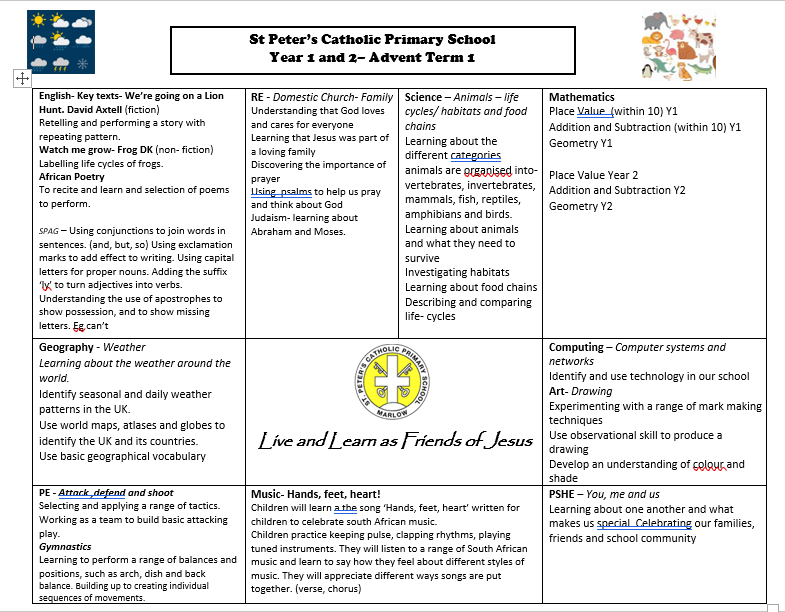 St Peter's Catholic Primary School
Year 1 and 2– Advent Term 1
English- Key texts- We're going on a Lion
Hunt. David Axtell (fiction)
Retelling and performing a story with
repeating pattern.
Watch me grow- Frog DK (non- fiction)
Labelling life cycles of frogs.
African Poetry
To recite and learn and selection of poems
to perform.
SPAG – Using conjunctions to join words in
sentences. (and, but, so) Using exclamation
marks to add effect to writing. Using capital
letters for proper nouns. Adding the suffix
'ly' to turn adjectives into verbs.
Understanding the use of apostrophes to
show possession, and to show missing
letters. Eg can't
RE - Domestic Church- Family
Understanding that God loves
and cares for everyone
Learning that Jesus was part of
a loving family
Discovering the importance of
prayer
Using psalms to help us pray
and think about God
Judaism- learning about
Abraham and Moses.
Science – Animals – life
cycles/ habitats and food
chains
Learning about the
different categories
animals are organised into-
vertebrates, invertebrates,
mammals, fish, reptiles,
amphibians and birds.
Learning about animals
and what they need to
survive
Investigating habitats
Learning about food chains
Describing and comparing
life- cycles
Mathematics
Place Value (within 10) Y1
Addition and Subtraction (within 10) Y1
Geometry Y1
Place Value Year 2
Addition and Subtraction Y2
Geometry Y2
Geography - Weather
Learning about the weather around the
world.
Identify seasonal and daily weather
patterns in the UK.
Use world maps, atlases and globes to
identify the UK and its countries.
Use basic geographical vocabulary
ST PETER'S CATHOLIC PRIMARY SCHOOL
MARLOW
Live and Learn as Friends of Jesus
Computing – Computer systems and
networks
Identify and use technology in our school
Art- Drawing
Experimenting with a range of mark making
techniques
Use observational skill to produce a
drawing
Develop an understanding of colour and
shade
PE - Attack, defend and shoot
Selecting and applying a range of tactics.
Working as a team to build basic attacking
play.
Gymnastics
Learning to perform a range of balances and
positions, such as arch, dish and back
balance. Building up to creating individual
sequences of movements.
Music- Hands, feet, heart!
Children will learn a the song 'Hands, feet, heart' written for
children to celebrate south African music.
Children practice keeping pulse, clapping rhythms, playing
tuned instruments. They will listen to a range of South African
music and learn to say how they feel about different styles of
music. They will appreciate different ways songs are put
together. (verse, chorus)
PSHE – You, me and us
Learning about one another and what
makes us special. Celebrating our families,
friends and school community